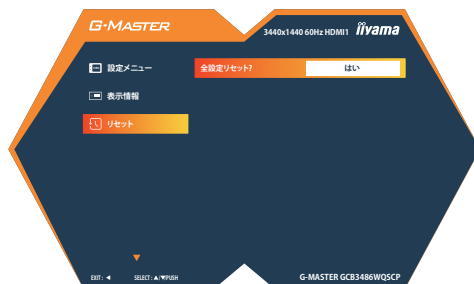 G-MASTER
3440x1440 60Hz HDMI1 iiyama
設定メニュー
全設定リセット? はい
表示情報
リセット
EXIT : ◀ SELECT : ▲/▼/PUSH G-MASTER GCB3486WQSCP